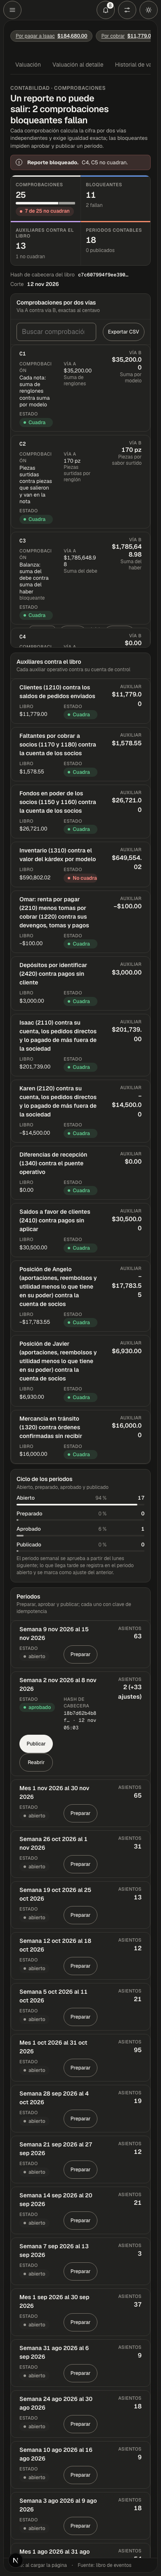 6
Por pagar a Isaac $184,680.00
Por cobrar $11,779.0
Valuación
Valuación al detalle
Historial de va
CONTABILIDAD · COMPROBACIONES
Un reporte no puede
salir: 2 comprobaciones
bloqueantes fallan
Cada comprobación calcula la cifra por dos vías
independientes y exige igualdad exacta; las bloqueantes
impiden aprobar y publicar un periodo.
Reporte bloqueado. C4, C5 no cuadran.
COMPROBACIONES
25
7 de 25 no cuadran
BLOQUEANTES
11
2 fallan
AUXILIARES CONTRA EL
LIBRO
13
1 no cuadran
PERIODOS CONTABLES
18
0 publicados
Hash de cabecera del libro
Corte 12 nov 2026
Comprobaciones por dos vías
Vía A contra vía B, exactas al centavo
Buscar comprobació
Exportar CSV
C1
COMPROBACI
ÓN
Cada nota:
suma de
renglones
contra suma
por modelo
VÍA A
$35,200.00
Suma de
renglones
VÍA B
$35,200.0
0
Suma por
modelo
ESTADO
Cuadra
C2
COMPROBACI
ÓN
Piezas
surtidas
contra piezas
que salieron
y van en la
nota
VÍA A
170 pz
Piezas
surtidas por
renglón
VÍA B
170 pz
Piezas por
sabor surtido
ESTADO
Cuadra
C3
COMPROBACI
ÓN
Balanza:
suma del
debe contra
suma del
haber
bloqueante
VÍA A
$1,785,648.9
8
Suma del debe
VÍA B
$1,785,64
8.98
Suma del
haber
ESTADO
Cuadra
C4
COMPROBACI
VÍA A
VÍA B
$0.00
Auxiliares contra el libro
Cada auxiliar operativo contra su cuenta de control
Clientes (1210) contra los
saldos de pedidos enviados
AUXILIAR
$11,779.0
0
LIBRO
$11,779.00
ESTADO
Cuadra
Faltantes por cobrar a
socios (1170 y 1180) contra
la cuenta de los socios
AUXILIAR
$1,578.55
LIBRO
$1,578.55
ESTADO
Cuadra
Fondos en poder de los
socios (1150 y 1160) contra
la cuenta de los socios
AUXILIAR
$26,721.0
0
LIBRO
$26,721.00
ESTADO
Cuadra
Inventario (1310) contra el
valor del kárdex por modelo
AUXILIAR
$649,554.
02
LIBRO
$590,802.02
ESTADO
No cuadra
Omar: renta por pagar
(2210) menos tomas por
cobrar (1220) contra sus
devengos, tomas y pagos
AUXILIAR
−$100.00
LIBRO
−$100.00
ESTADO
Cuadra
Depósitos por identificar
(2420) contra pagos sin
cliente
AUXILIAR
$3,000.00
LIBRO
$3,000.00
ESTADO
Cuadra
Isaac (2110) contra su
cuenta, los pedidos directos
y lo pagado de más fuera de
la sociedad
AUXILIAR
$201,739.
00
LIBRO
$201,739.00
ESTADO
Cuadra
Karen (2120) contra su
cuenta, los pedidos directos
y lo pagado de más fuera de
la sociedad
AUXILIAR
−
$14,500.0
0
LIBRO
−$14,500.00
ESTADO
Cuadra
Diferencias de recepción
(1340) contra el puente
operativo
AUXILIAR
$0.00
LIBRO
$0.00
ESTADO
Cuadra
Saldos a favor de clientes
(2410) contra pagos sin
aplicar
AUXILIAR
$30,500.0
0
LIBRO
$30,500.00
ESTADO
Cuadra
Posición de Angelo
(aportaciones, reembolsos y
utilidad menos lo que tiene
en su poder) contra la
cuenta de socios
AUXILIAR
−
$17,783.5
5
LIBRO
−$17,783.55
ESTADO
Cuadra
Posición de Javier
(aportaciones, reembolsos y
utilidad menos lo que tiene
en su poder) contra la
cuenta de socios
AUXILIAR
$6,930.00
LIBRO
$6,930.00
ESTADO
Cuadra
Mercancía en tránsito
(1320) contra órdenes
confirmadas sin recibir
AUXILIAR
$16,000.0
0
LIBRO
$16,000.00
ESTADO
Cuadra
Ciclo de los periodos
Abierto, preparado, aprobado y publicado
Abierto 94 % 17
Preparado 0 % 0
Aprobado 6 % 1
Publicado 0 % 0
El periodo semanal se aprueba a partir del lunes
siguiente; lo que llega tarde se registra en el periodo
abierto y se marca como ajuste del anterior.
Periodos
Preparar, aprobar y publicar; cada uno con clave de
idempotencia
Semana 9 nov 2026 al 15
nov 2026
ASIENTOS
63
ESTADO
abierto
Preparar
Semana 2 nov 2026 al 8 nov
2026
ASIENTOS
2 (+33
ajustes)
ESTADO
aprobado
HASH DE
CABECERA
18b7d62b4b8
f… · 12 nov
05:03
Publicar
Reabrir
Mes 1 nov 2026 al 30 nov
2026
ASIENTOS
65
ESTADO
abierto
Preparar
Semana 26 oct 2026 al 1
nov 2026
ASIENTOS
31
ESTADO
abierto
Preparar
Semana 19 oct 2026 al 25
oct 2026
ASIENTOS
13
ESTADO
abierto
Preparar
Semana 12 oct 2026 al 18
oct 2026
ASIENTOS
12
ESTADO
abierto
Preparar
Semana 5 oct 2026 al 11
oct 2026
ASIENTOS
21
ESTADO
abierto
Preparar
Mes 1 oct 2026 al 31 oct
2026
ASIENTOS
95
ESTADO
abierto
Preparar
Semana 28 sep 2026 al 4
oct 2026
ASIENTOS
19
ESTADO
abierto
Preparar
Semana 21 sep 2026 al 27
sep 2026
ASIENTOS
12
ESTADO
abierto
Preparar
Semana 14 sep 2026 al 20
sep 2026
ASIENTOS
21
ESTADO
abierto
Preparar
Semana 7 sep 2026 al 13
sep 2026
ASIENTOS
3
ESTADO
abierto
Preparar
Mes 1 sep 2026 al 30 sep
2026
ASIENTOS
37
ESTADO
abierto
Preparar
Semana 31 ago 2026 al 6
sep 2026
ASIENTOS
9
ESTADO
abierto
Preparar
Semana 24 ago 2026 al 30
ago 2026
ASIENTOS
18
ESTADO
abierto
Preparar
Semana 10 ago 2026 al 16
ago 2026
ASIENTOS
9
ESTADO
abierto
Preparar
Semana 3 ago 2026 al 9 ago
2026
ASIENTOS
18
ESTADO
abierto
Preparar
Mes 1 ago 2026 al 31 ago
ASIENTOS
N
al cargar la página · Fuente: libro de eventos